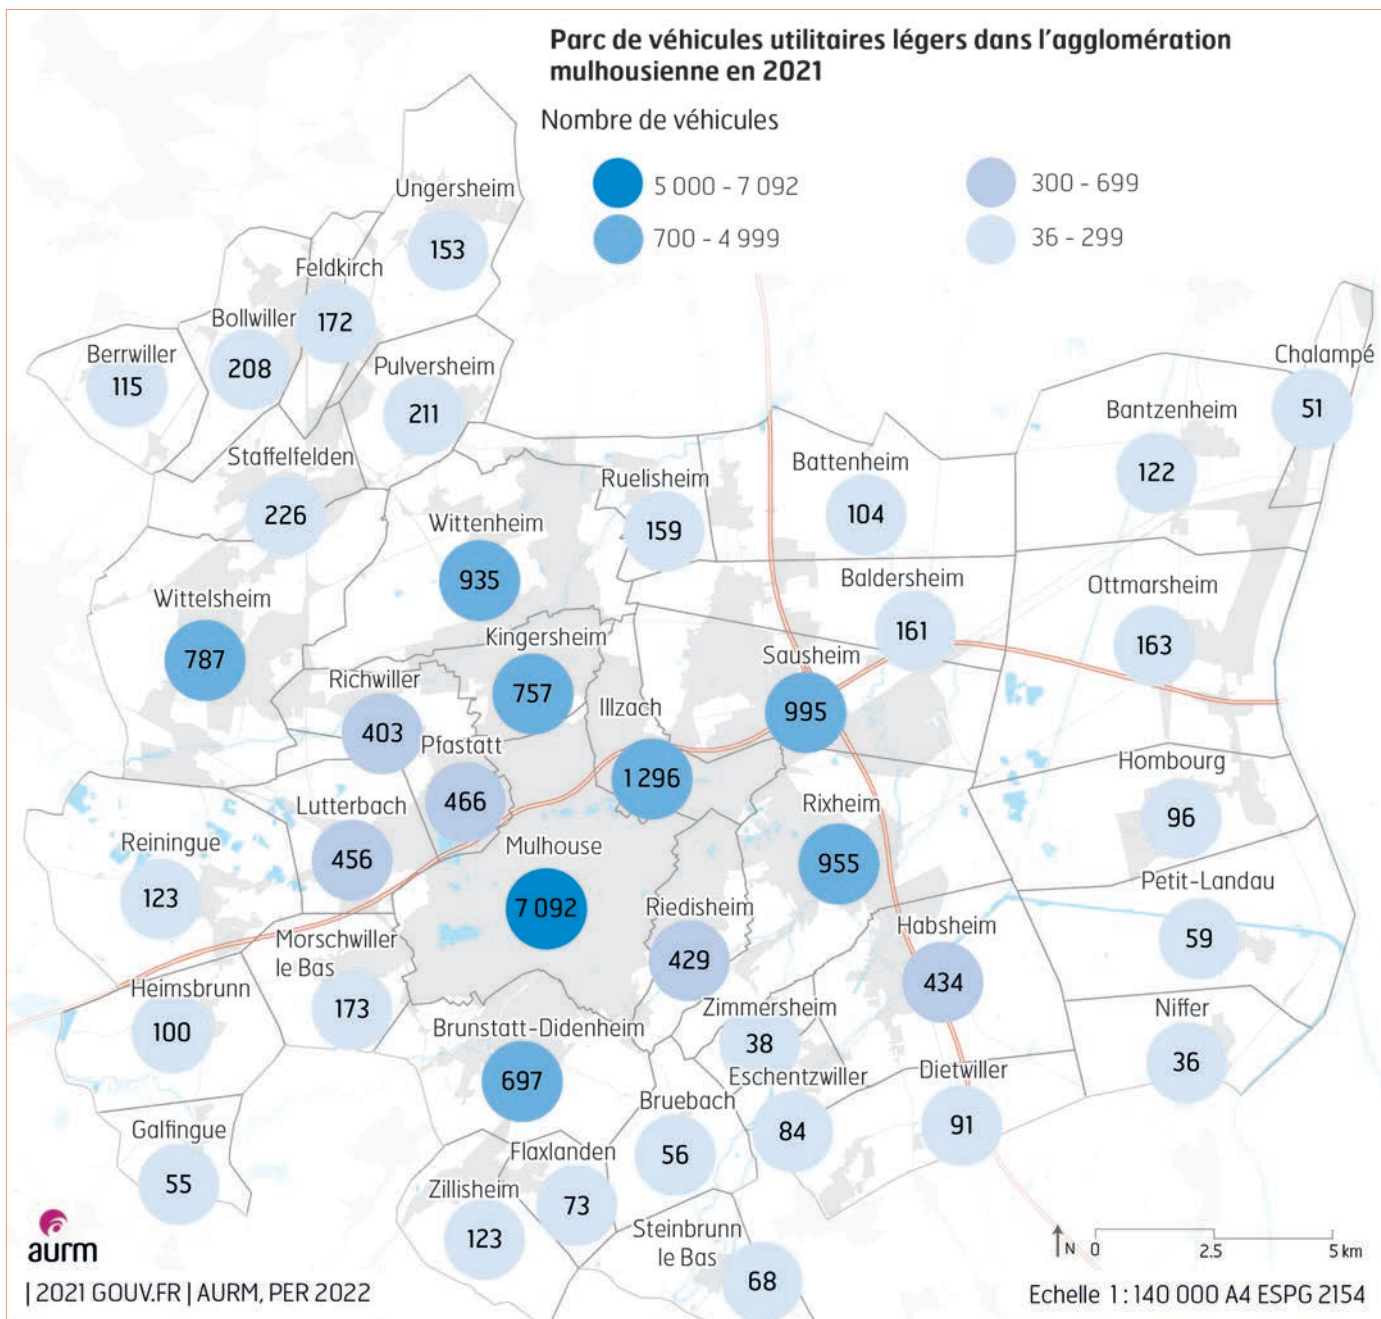 Parc de véhicules utilitaires légers dans l'agglomération
mulhousienne en 2021
Nombre de véhicules
5 000 - 7 092
300 - 699
700 - 4 999
36 - 299
Ungersheim
153
Feldkirch
172
Bollwiller
208
Berrwiller
115
Pulversheim
211
Chalampé
51
Bantzenheim
122
Staffelfelden
226
Battenheim
104
Ruelisheim
159
Wittenheim
935
Baldersheim
161
Ottmarsheim
163
Wittelsheim
787
Kingersheim
757
Sausheim
995
Richwiller
403
Illzach
1 296
Pfastatt
466
Hombourg
96
Lutterbach
456
Rixheim
955
Reiningue
123
Mulhouse
7 092
Petit-Landau
59
Riedisheim
429
Habsheim
434
Morschwiller
le Bas
173
Heimsbrunn
100
Zimmersheim
38
Niffer
36
Brunstatt-Didenheim
697
Eschentzwiller
84
Dietwiller
91
Bruebach
56
Galfingue
55
Flaxlanden
73
Zillisheim
123
Steinbrunn
le Bas
68
aurm
| 2021 GOUV.FR | AURM, PER 2022
N 0 2.5 5 km
Echelle 1 : 140 000 A4 ESPG 2154